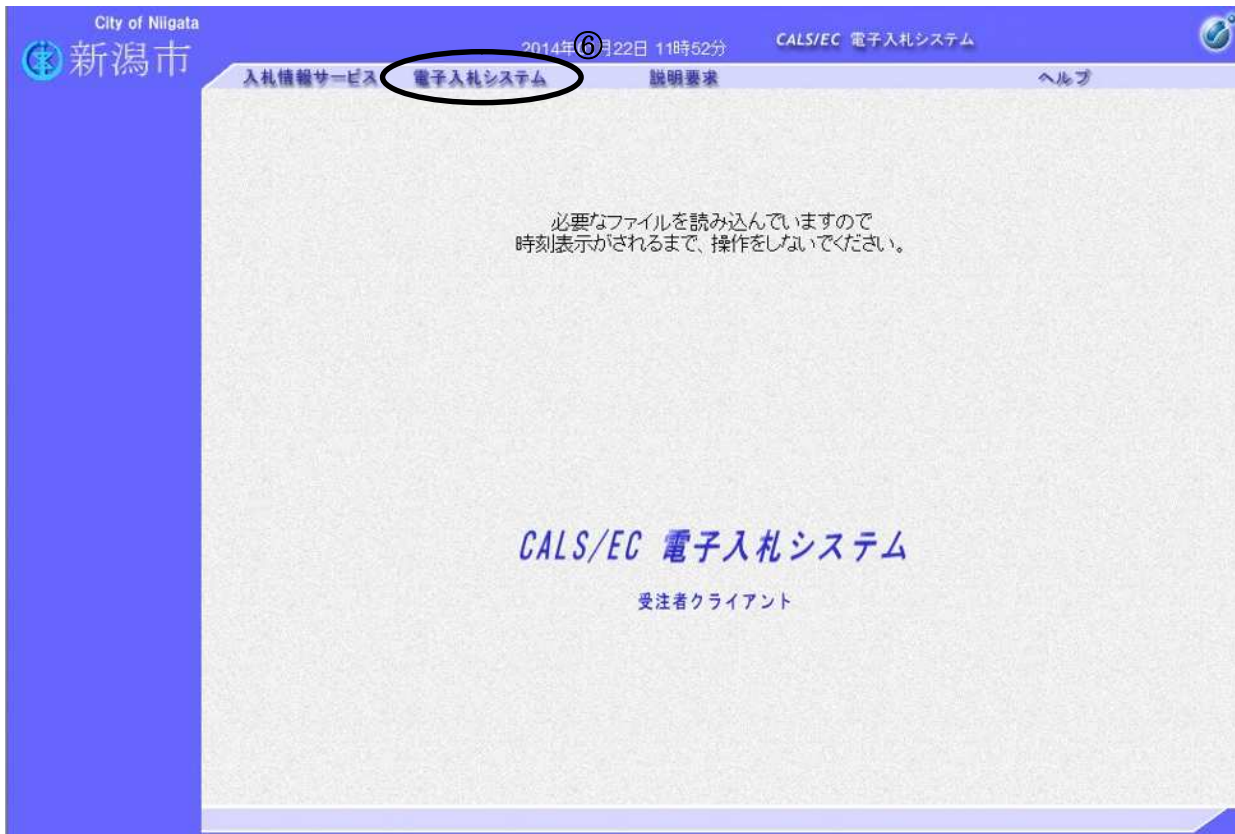 City of Niigata
新潟市
2014年⑥月22日 11時52分
CALS/EC 電子入札システム
入札情報サービス 電子入札システム 説明要求 ヘルプ
必要なファイルを読み込んでいますので
時刻表示がされるまで、操作をしないでください。
CALS/EC 電子入札システム
受注者クライアント